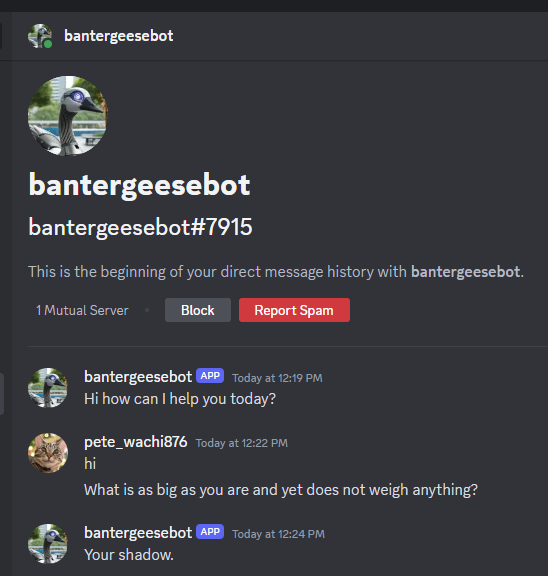 bantergeesebot
bantergeesebot
bantergeesebot#7915
This is the beginning of your direct message history with bantergeesebot.
1 Mutual Server Block Report Spam
bantergeesebot APP Today at 12:19 PM
Hi how can I help you today?
pete_wachi876 Today at 12:22 PM
hi
What is as big as you are and yet does not weigh anything?
bantergeesebot APP Today at 12:24 PM
Your shadow.